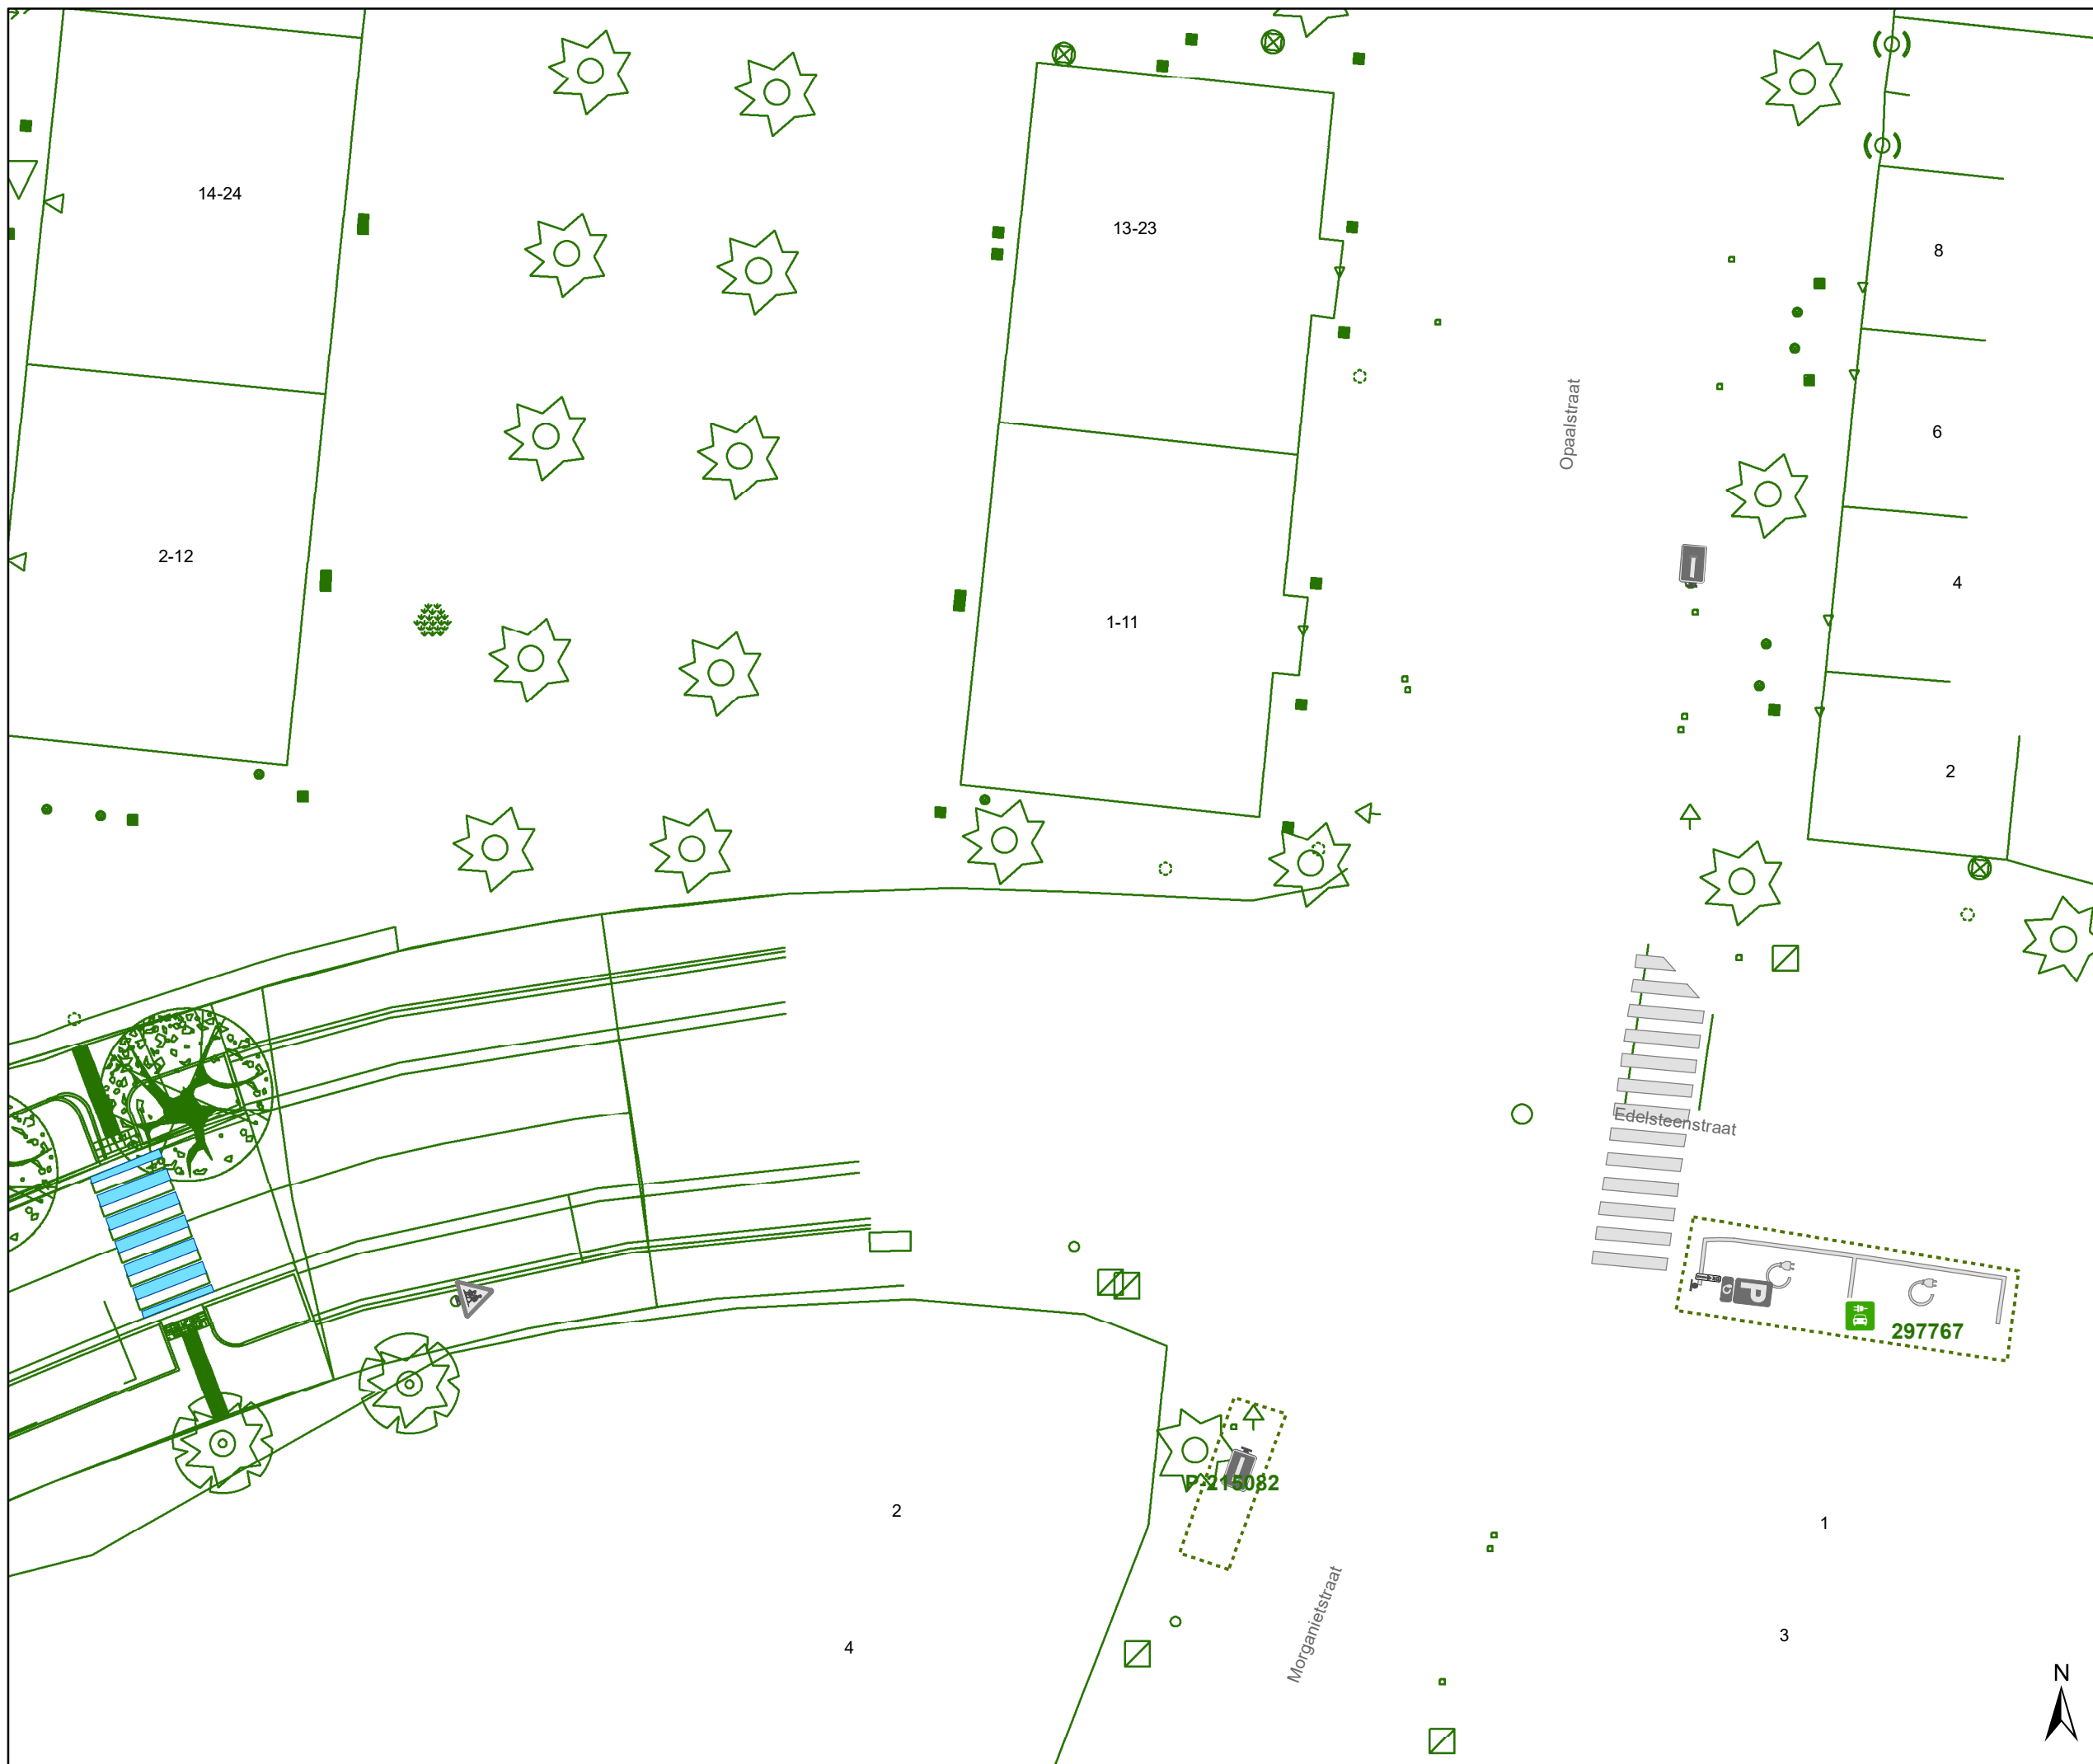 14-24
13-23
8
6
Opaalstraat
2-12
4
1-11
2
Edelsteenstraat
P
297767
P-215082
2
1
Morganietstraat
3
4
N